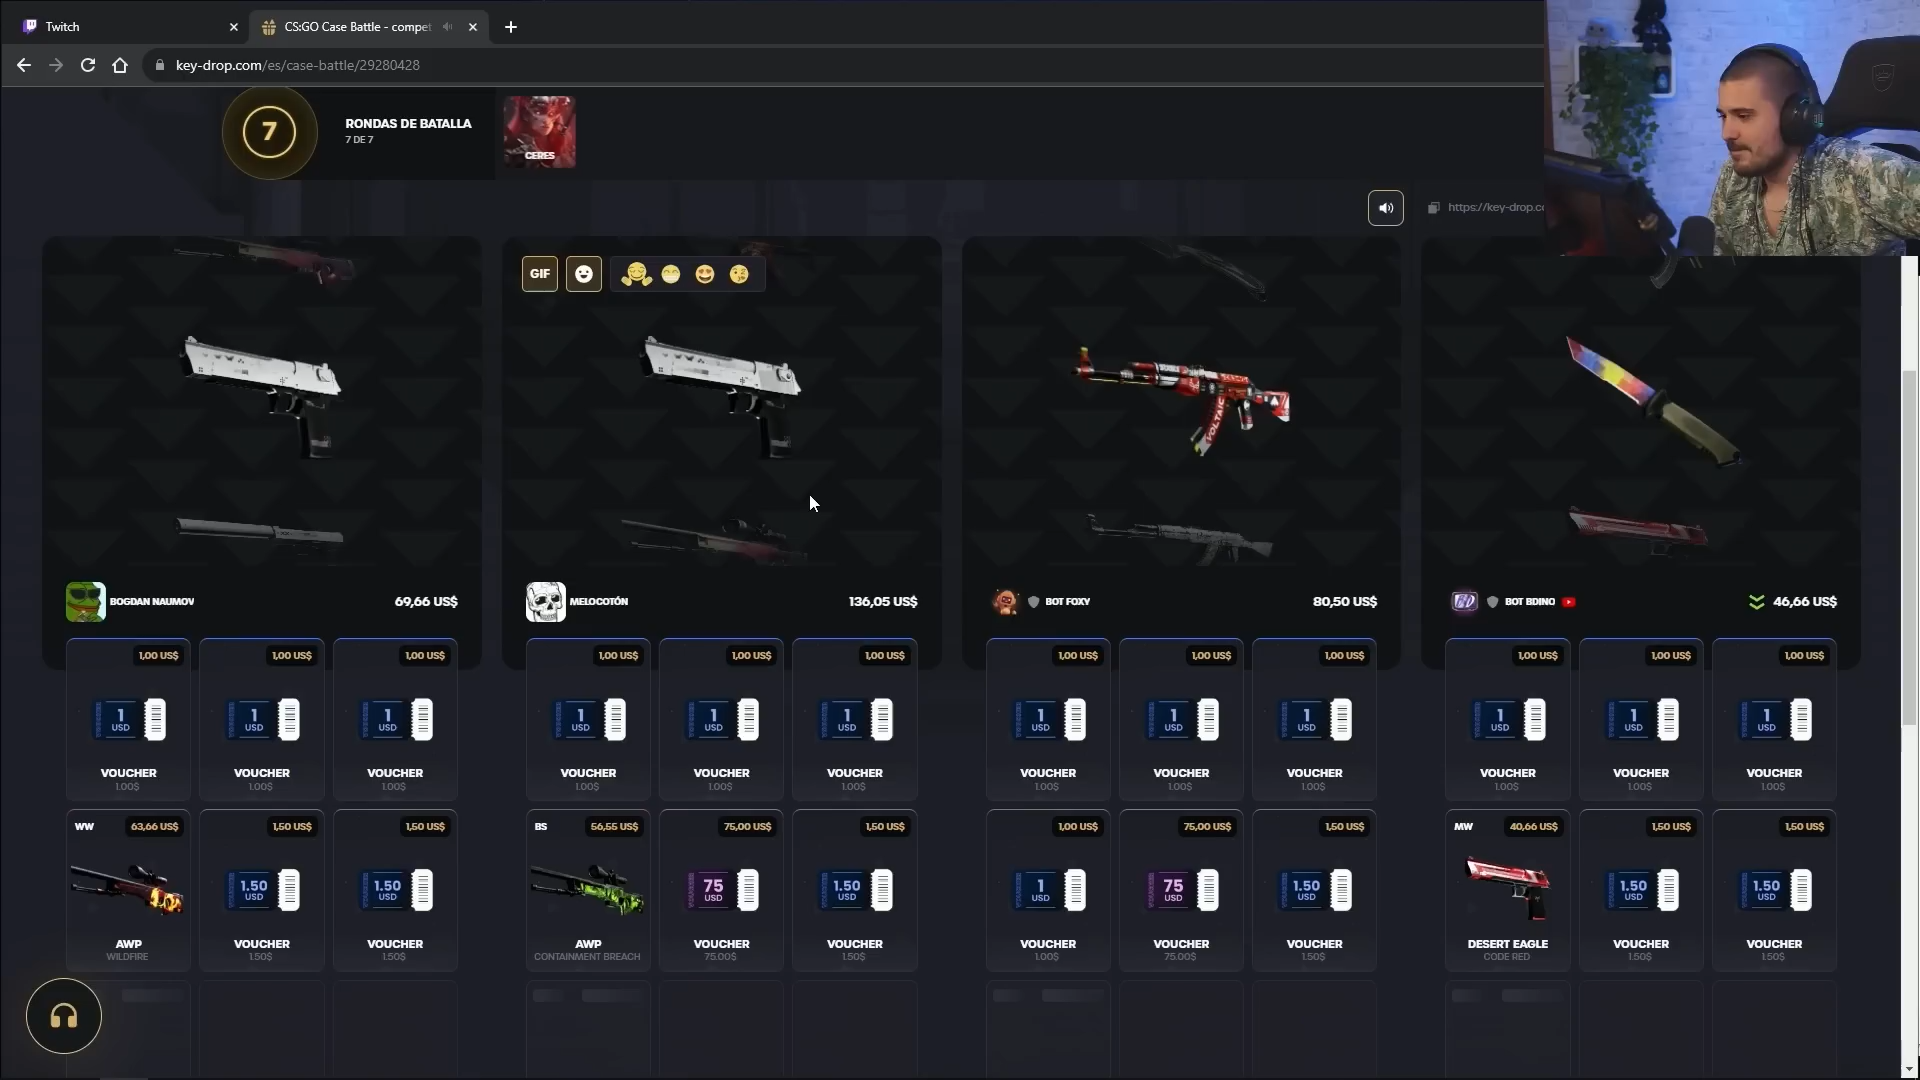 Twitch
CS:GO Case Battle - compet
key-drop.com/es/case-battle/29280428
7
RONDAS DE BATALLA
7 DE 7
CERES
https://key-drop.co
GIF
VOLTAIC
BOGDAN NAUMOV
69,66 US$
MELOCOTÓN
136,05 US$
BOT FOXY
80,50 US$
BOT BDINO
46,66 US$
1,00 US$ 1,00 US$ 1,00 US$
1,00 US$ 1,00 US$ 1,00 US$
1,00 US$ 1,00 US$ 1,00 US$
1,00 US$ 1,00 US$ 1,00 US$
1 USD 1 USD 1 USD
1 USD 1 USD 1 USD
1 USD 1 USD 1 USD
1 USD 1 USD 1 USD
VOUCHER VOUCHER VOUCHER
VOUCHER VOUCHER VOUCHER
VOUCHER VOUCHER VOUCHER
VOUCHER VOUCHER VOUCHER
1.00$ 1.00$ 1.00$
1.00$ 1.00$ 1.00$
1.00$ 1.00$ 1.00$
1.00$ 1.00$ 1.00$
WW 63,66 US$ 1,50 US$ 1,50 US$
BS 56,55 US$ 75,00 US$ 1,50 US$
1,00 US$ 75,00 US$ 1,50 US$
MW 40,66 US$ 1,50 US$ 1,50 US$
1.50 USD 1.50 USD
75 USD 1.50 USD
1 USD 75 USD 1.50 USD
1.50 USD 1.50 USD
AWP VOUCHER VOUCHER
AWP VOUCHER VOUCHER
VOUCHER VOUCHER VOUCHER
DESERT EAGLE VOUCHER VOUCHER
WILDFIRE 1.50$ 1.50$
CONTAINMENT BREACH 75.00$ 1.50$
1.00$ 75.00$ 1.50$
CODE RED 1.50$ 1.50$